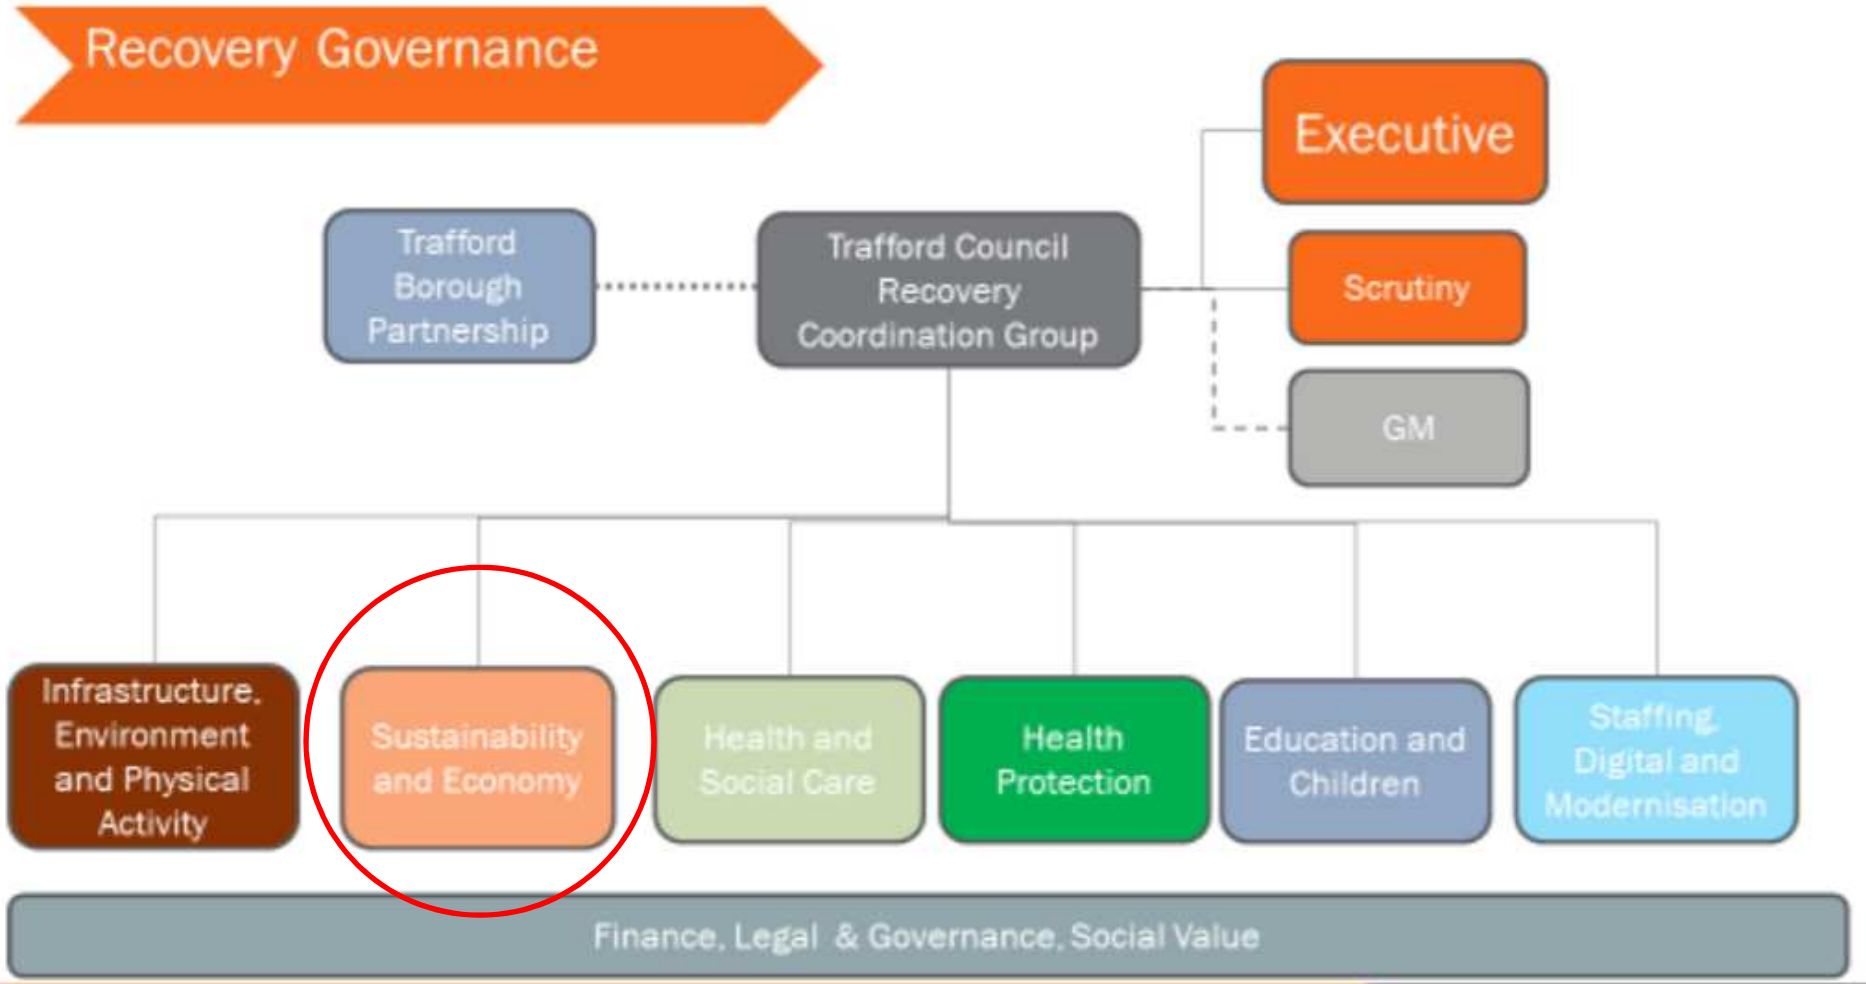 Recovery Governance
Executive
Trafford
Borough
Partnership
Trafford Council
Recovery
Coordination Group
Scrutiny
GM
Infrastructure,
Environment
and Physical
Activity
Sustainability
and Economy
Health and
Social Care
Health
Protection
Education and
Children
Staffing,
Digital and
Modernisation
Finance, Legal & Governance, Social Value